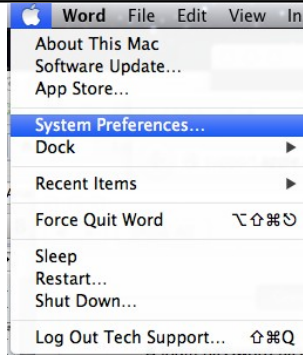 Word File Edit View In
About This Mac
Software Update...
App Store...
System Preferences...
Dock
Recent Items
Force Quit Word ⌥⇧⌘⎋
Sleep
Restart...
Shut Down...
Log Out Tech Support... ⇧⌘Q